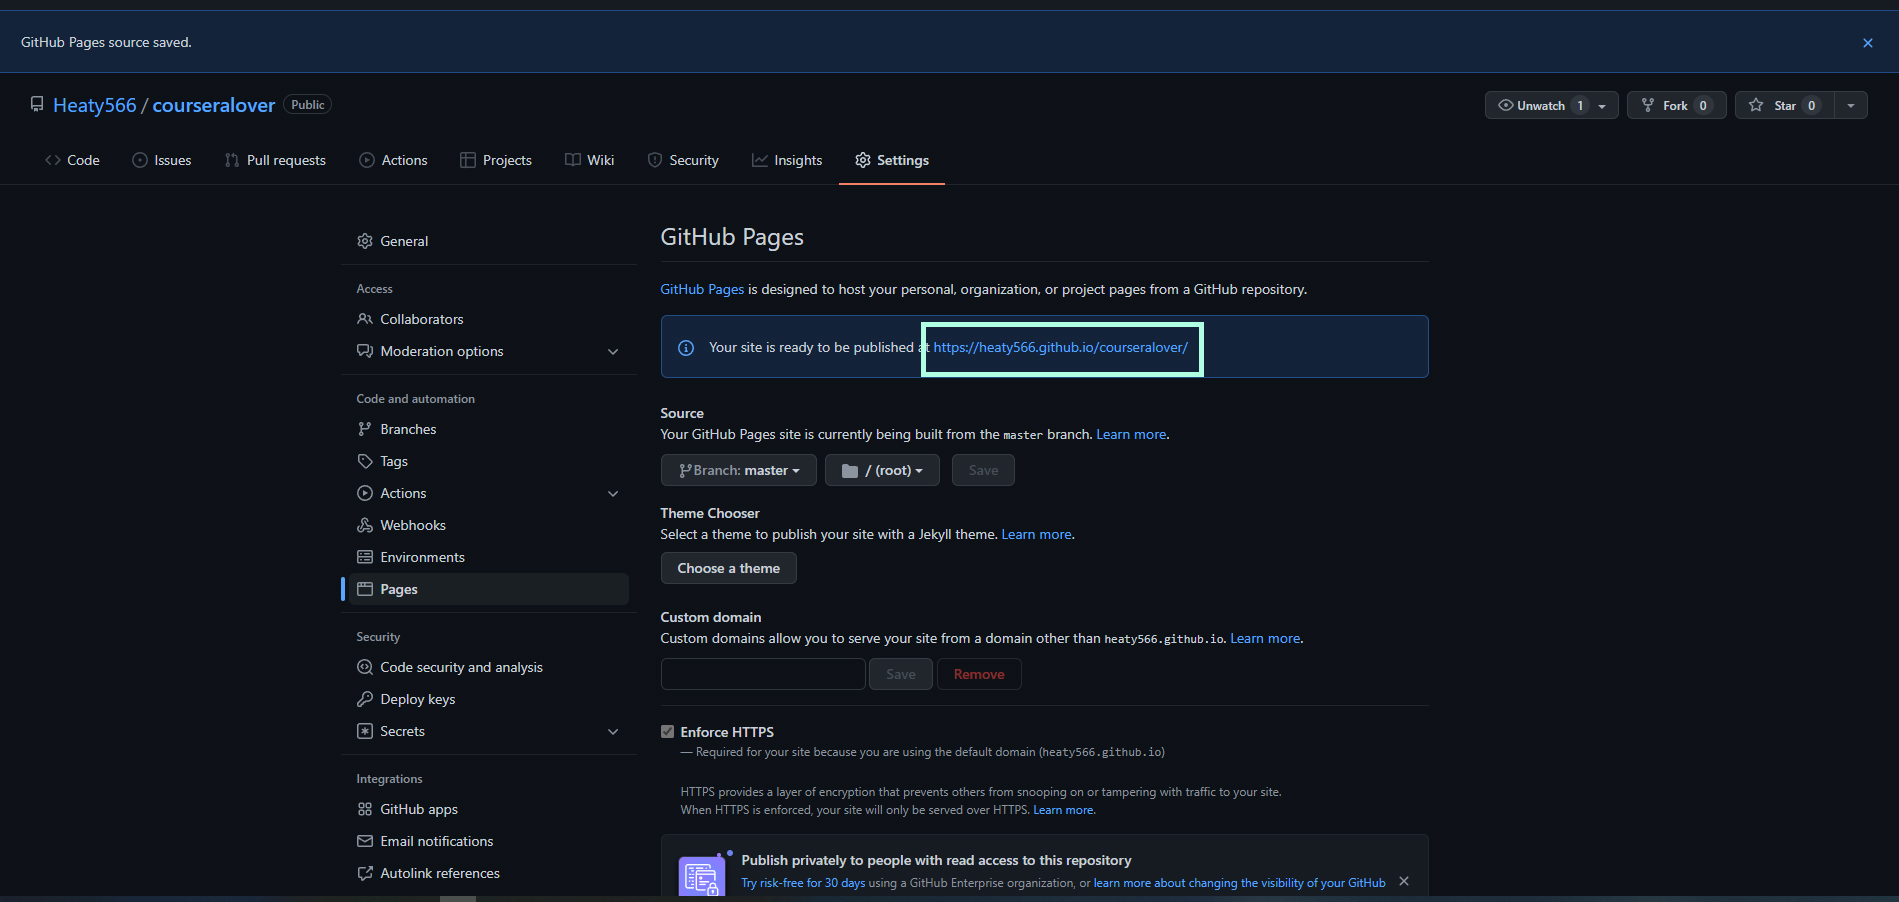 GitHub Pages source saved.
Heaty566 / courseralover Public
Unwatch 1
Fork 0
Star 0
Code
Issues
Pull requests
Actions
Projects
Wiki
Security
Insights
Settings
General
Access
Collaborators
Moderation options
Code and automation
Branches
Tags
Actions
Webhooks
Environments
Pages
Security
Code security and analysis
Deploy keys
Secrets
Integrations
GitHub apps
Email notifications
Autolink references
GitHub Pages
GitHub Pages is designed to host your personal, organization, or project pages from a GitHub repository.
Your site is ready to be published at https://heaty566.github.io/courseralover/
Source
Your GitHub Pages site is currently being built from the master branch. Learn more.
Branch: master
/ (root)
Save
Theme Chooser
Select a theme to publish your site with a Jekyll theme. Learn more.
Choose a theme
Custom domain
Custom domains allow you to serve your site from a domain other than heaty566.github.io. Learn more.
Save
Remove
Enforce HTTPS
— Required for your site because you are using the default domain (heaty566.github.io)
HTTPS provides a layer of encryption that prevents others from snooping on or tampering with traffic to your site.
When HTTPS is enforced, your site will only be served over HTTPS. Learn more.
Publish privately to people with read access to this repository
Try risk-free for 30 days using a GitHub Enterprise organization, or learn more about changing the visibility of your GitHub